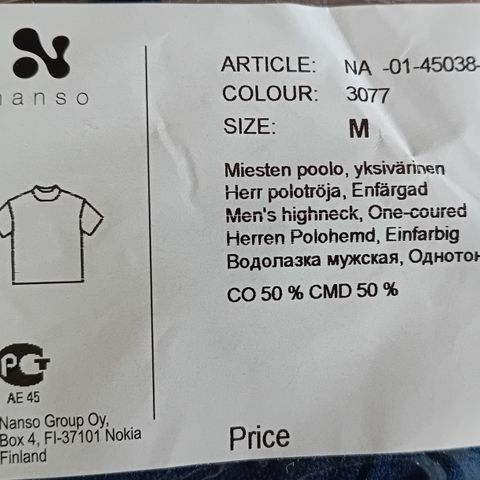 nanso
ARTICLE: NA -01-45038-
COLOUR: 3077
SIZE: M
Miesten poolo, yksivärinen
Herr polotröja, Enfärgad
Men's highneck, One-coured
Herren Polohemd, Einfarbig
Водолазка мужская, Однотон
CO 50 % CMD 50 %
РСТ
AE 45
Nanso Group Oy,
Box 4, FI-37101 Nokia
Finland
Price